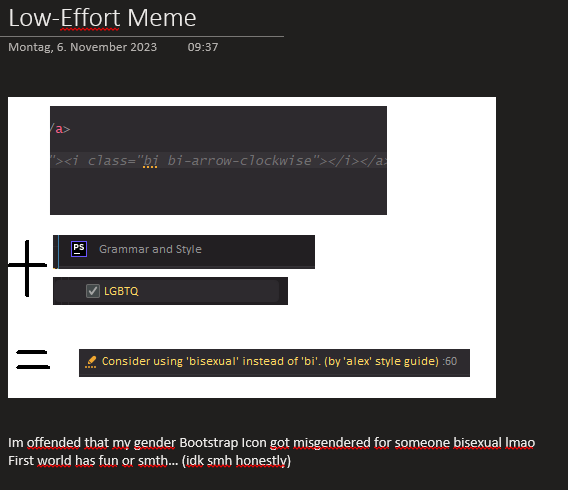 Low-Effort Meme
Montag, 6. November 2023 09:37
/a>
"><i class="bi bi-arrow-clockwise"></i></a>
+
PS Grammar and Style
LGBTQ
=
Consider using 'bisexual' instead of 'bi'. (by 'alex' style guide) :60
Im offended that my gender Bootstrap Icon got misgendered for someone bisexual lmao
First world has fun or smth... (idk smh honestly)